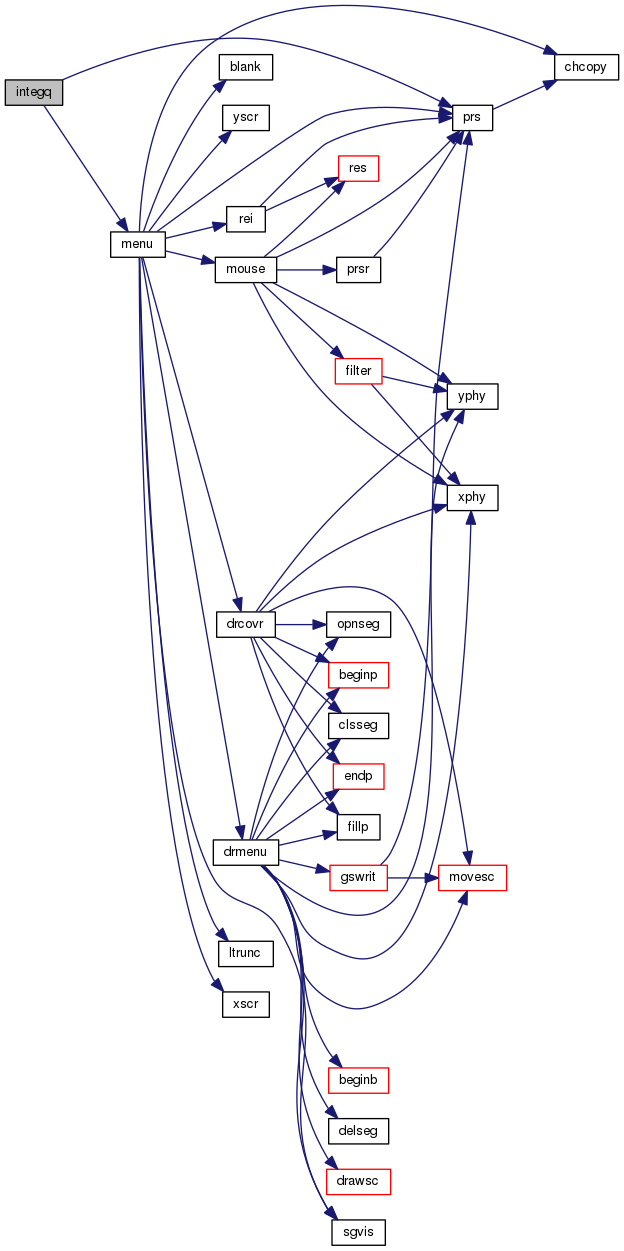 chcopy
blank
integq
yscr
prs
res
rei
menu
mouse
prsr
filter
yphy
xphy
drcovr
opnseg
beginp
clsseg
endp
fillp
drmenu
gswrit
movesc
ltrunc
xscr
beginb
delseg
drawsc
sgvis